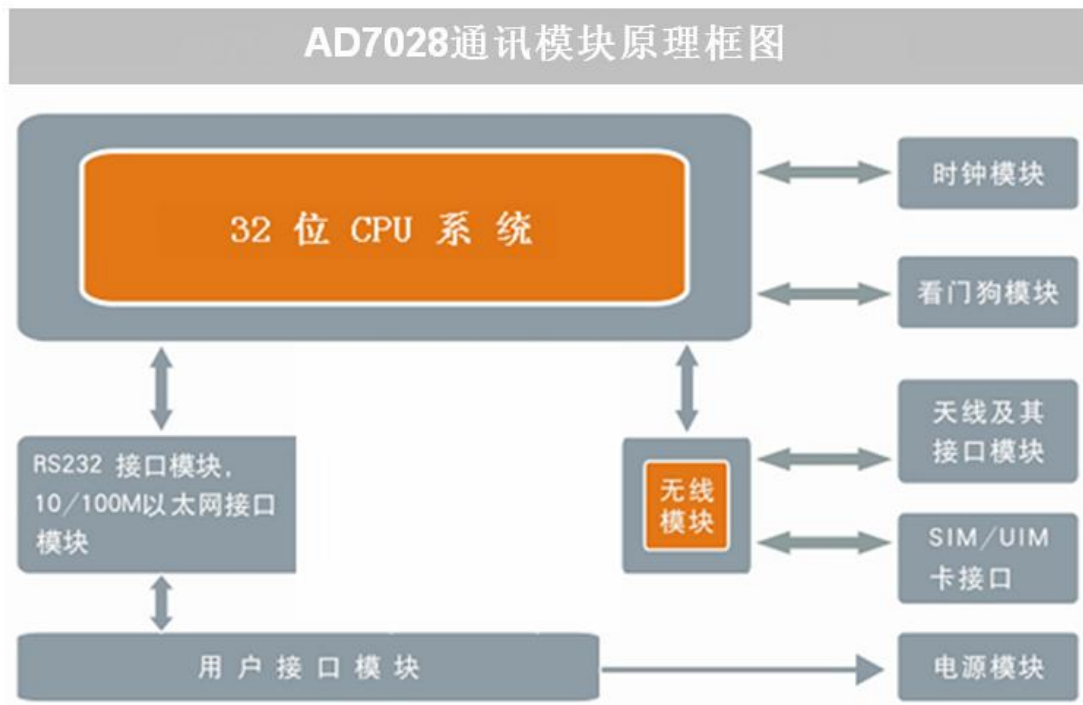 AD7028通讯模块原理框图
32 位 CPU 系 统
时钟模块
看门狗模块
天线及其
接口模块
RS232 接口模块,
10/100M以太网接口
模块
无线
模块
SIM/UIM
卡接口
用 户 接 口 模 块
电源模块